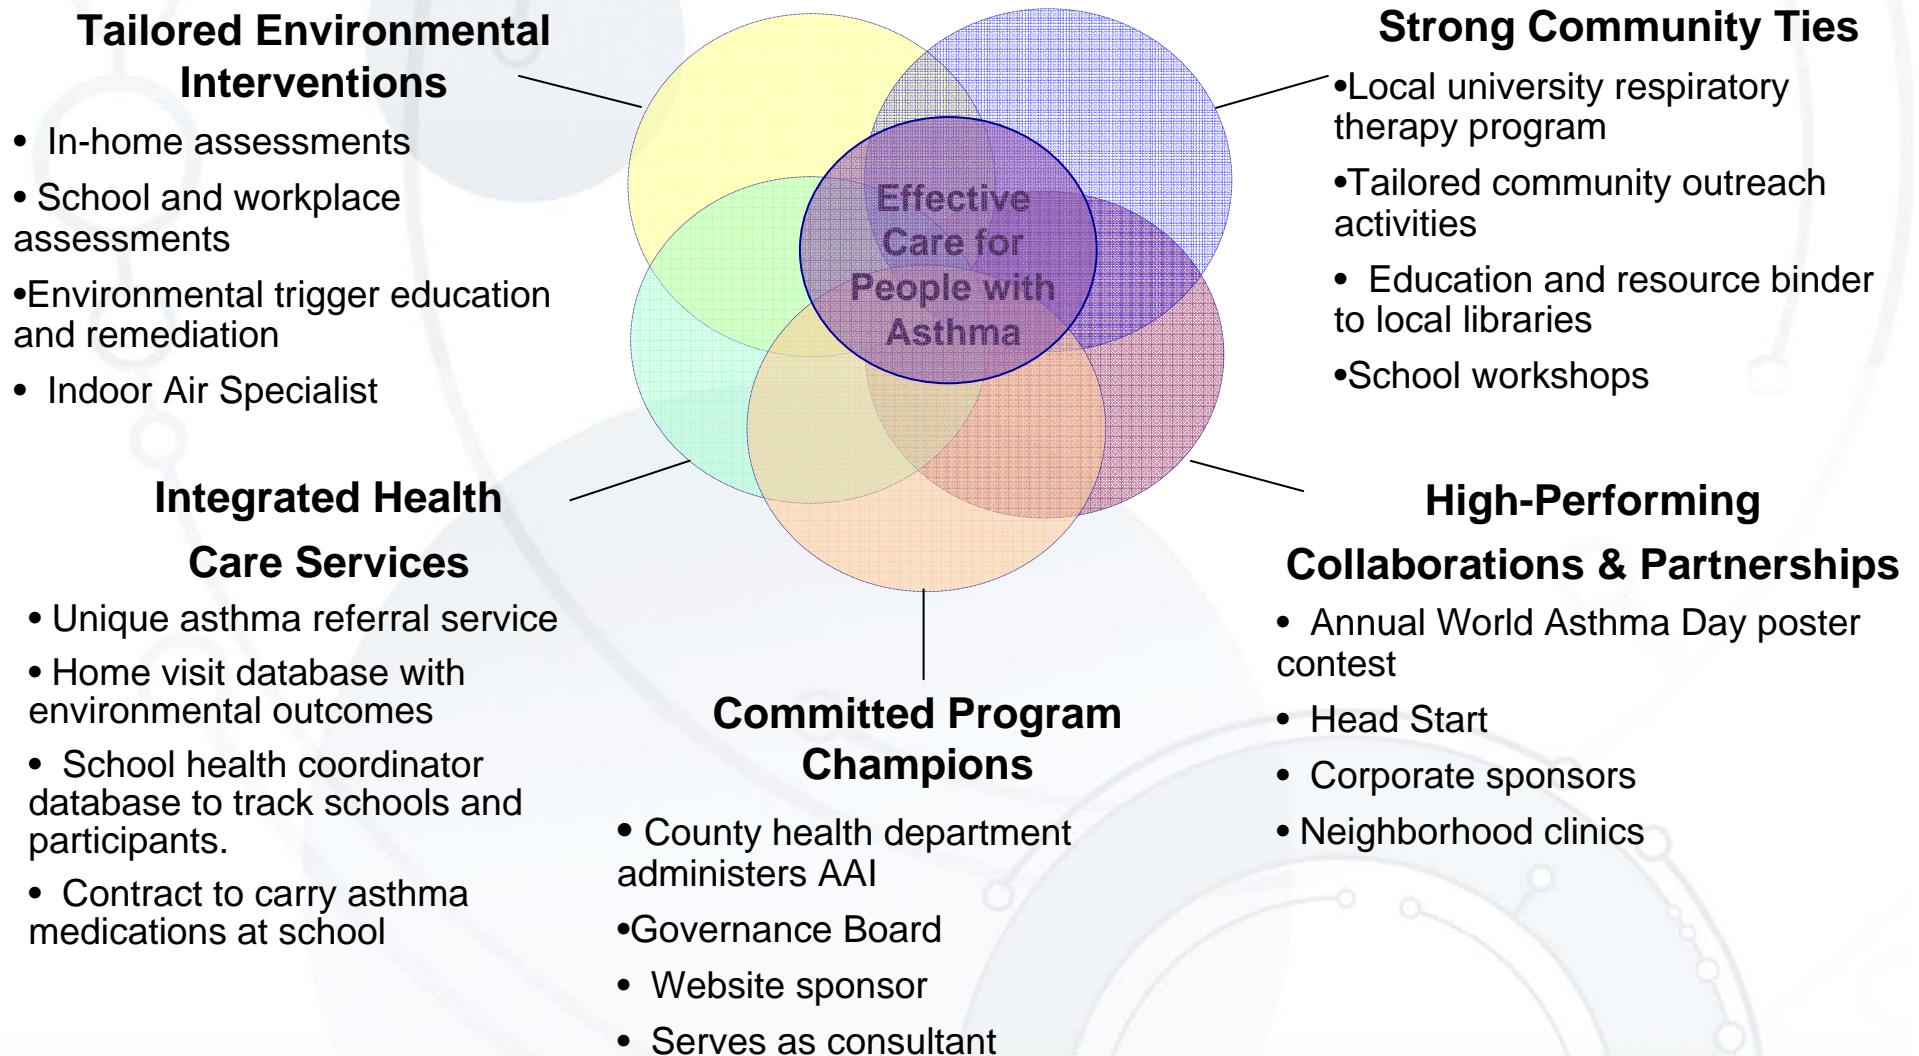 Tailored Environmental
Interventions
• In-home assessments
• School and workplace
assessments
•Environmental trigger education
and remediation
• Indoor Air Specialist
Effective
Care for
People with
Asthma
Strong Community Ties
•Local university respiratory
therapy program
•Tailored community outreach
activities
• Education and resource binder
to local libraries
•School workshops
Integrated Health
Care Services
• Unique asthma referral service
• Home visit database with
environmental outcomes
• School health coordinator
database to track schools and
participants.
• Contract to carry asthma
medications at school
Committed Program
Champions
• County health department
administers AAI
•Governance Board
• Website sponsor
• Serves as consultant
High-Performing
Collaborations & Partnerships
• Annual World Asthma Day poster
contest
• Head Start
• Corporate sponsors
• Neighborhood clinics